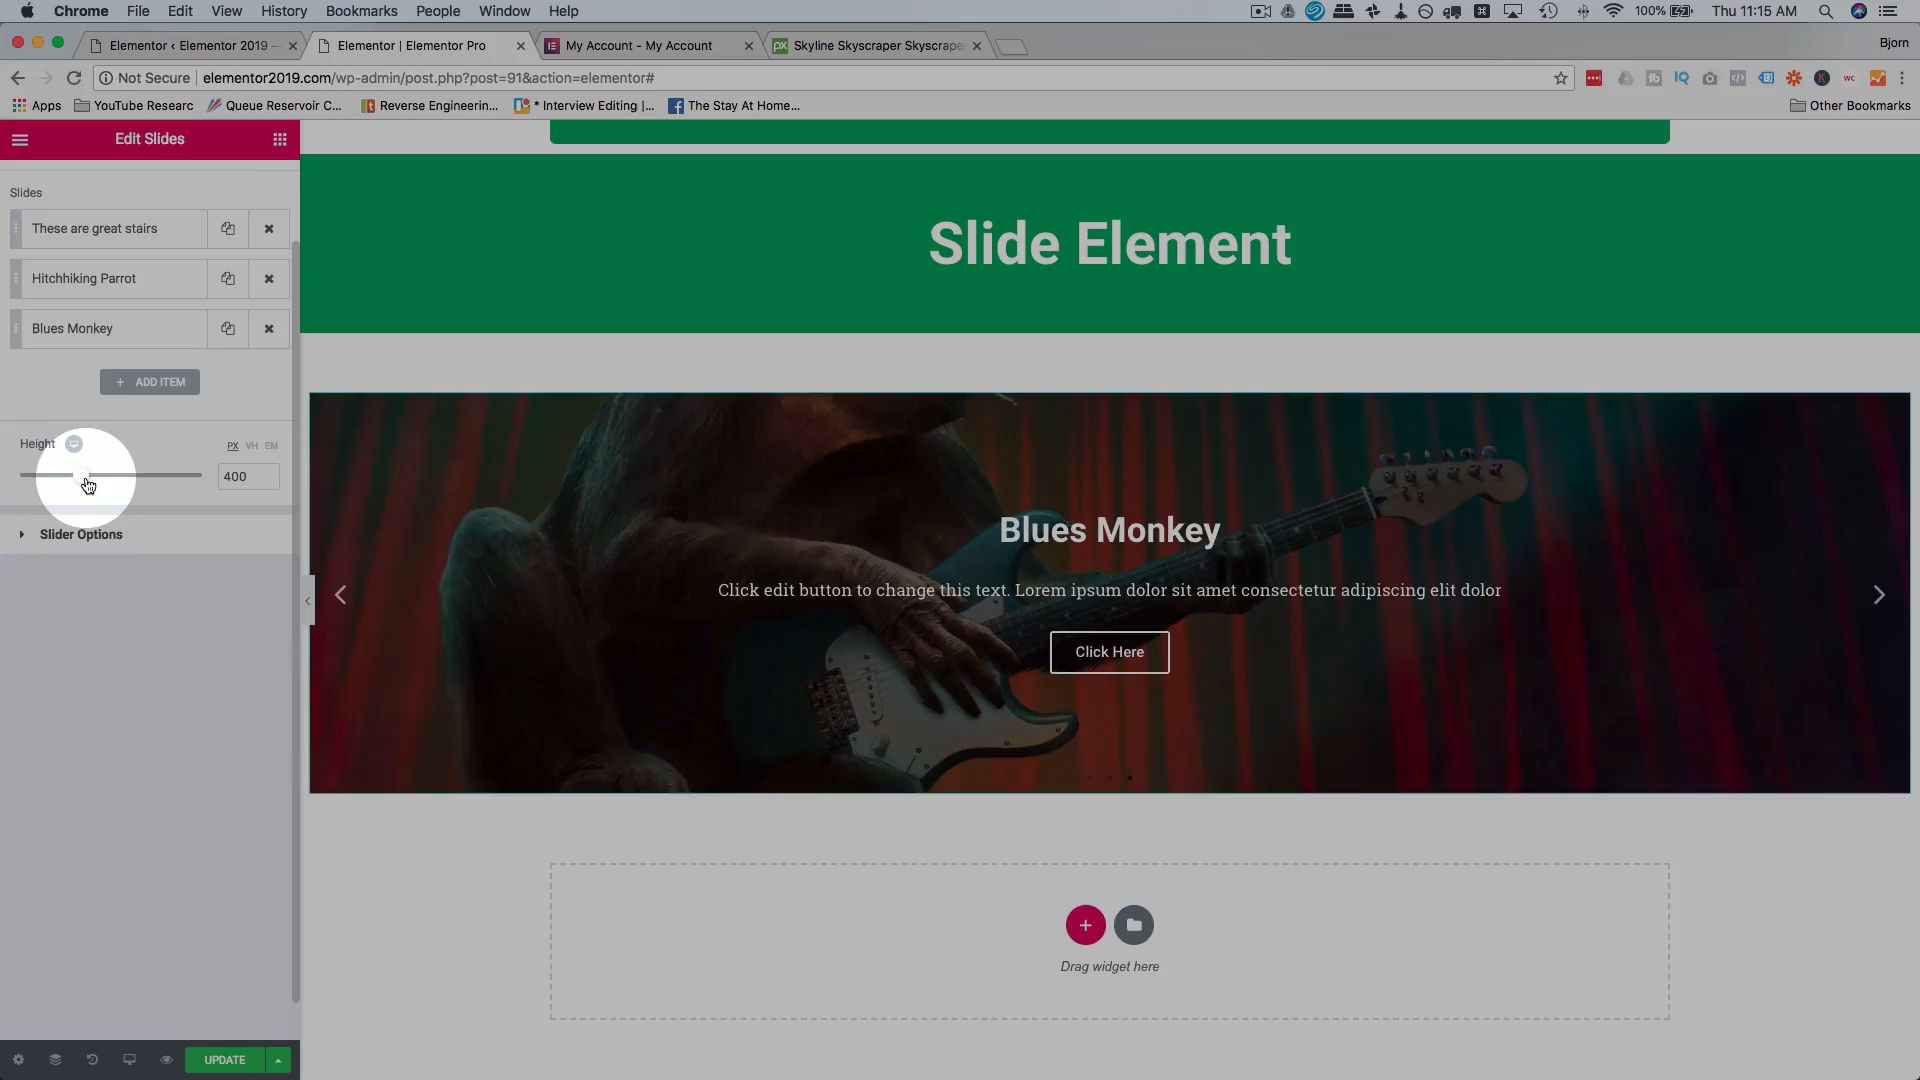 Chrome File Edit View History Bookmarks People Window Help 100% Thu 11:15 AM
Elementor ‹ Elementor 2019 — Elementor | Elementor Pro My Account - My Account Skyline Skyscraper Skyscrape Bjorn
Not Secure | elementor2019.com/wp-admin/post.php?post=91&action=elementor#
Apps YouTube Researc Queue Reservoir C... Reverse Engineerin... * Interview Editing |... The Stay At Home... Other Bookmarks
Edit Slides
Slides
These are great stairs
Hitchhiking Parrot
Blues Monkey
+ ADD ITEM
Height PX VH EM
400
Slider Options
UPDATE
Slide Element
Blues Monkey
Click edit button to change this text. Lorem ipsum dolor sit amet consectetur adipiscing elit dolor
Click Here
Drag widget here